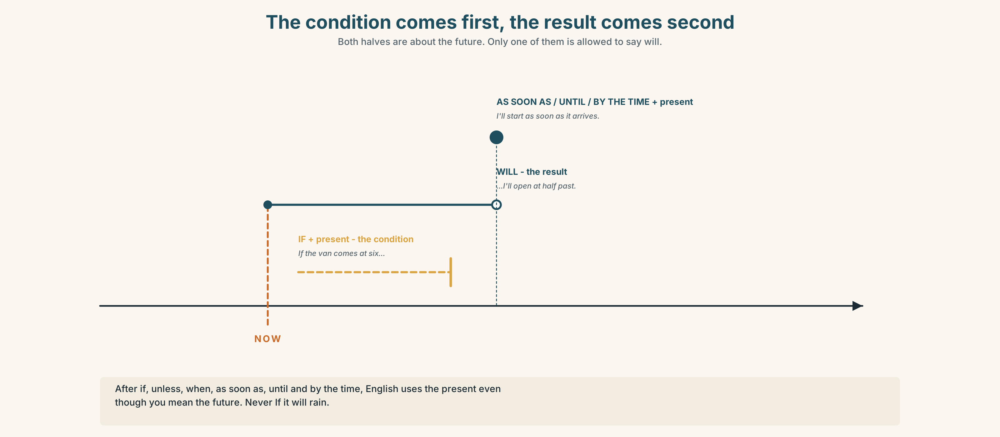 The condition comes first, the result comes second
Both halves are about the future. Only one of them is allowed to say will.
AS SOON AS / UNTIL / BY THE TIME + present
I'll start as soon as it arrives.
WILL - the result
...I'll open at half past.
IF + present - the condition
If the van comes at six...
NOW
After if, unless, when, as soon as, until and by the time, English uses the present even
though you mean the future. Never If it will rain.